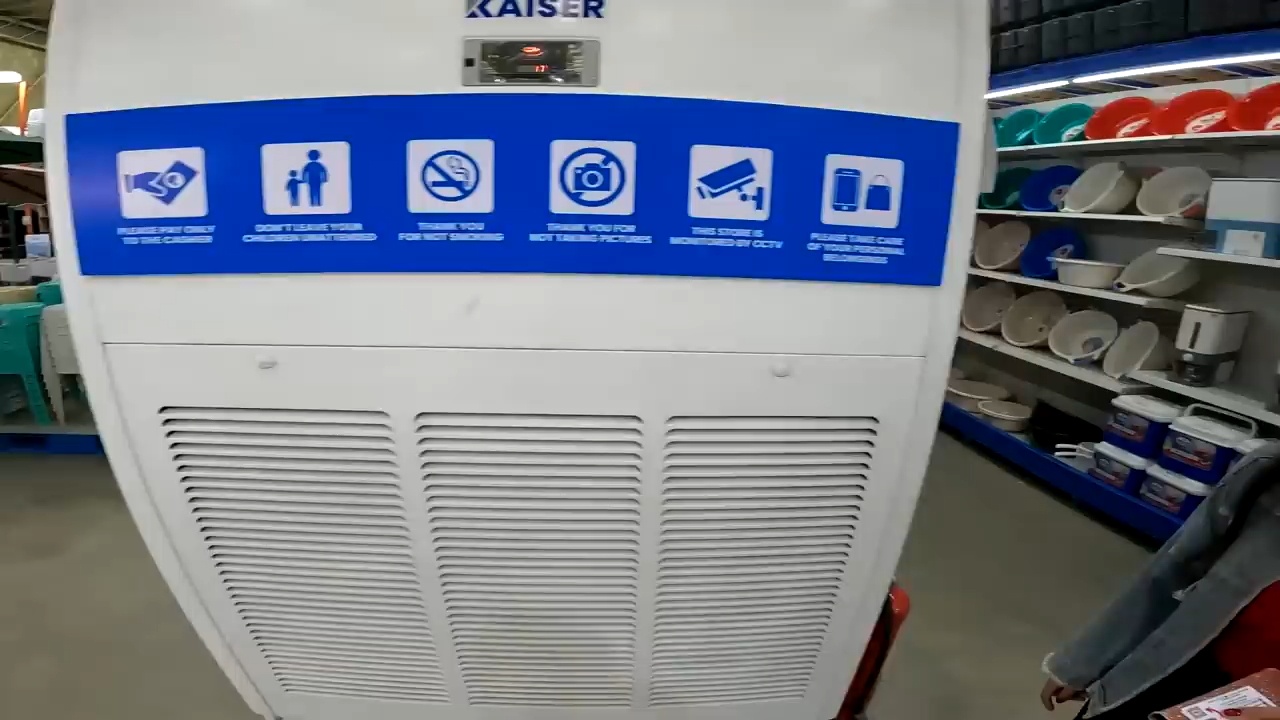 KAISER
PLEASE PAY ONLY
TO THE CASHIER
DON'T LEAVE YOUR
CHILDREN UNATTENDED
THANK YOU
FOR NOT SMOKING
THANK YOU FOR
NOT TAKING PICTURES
THIS STORE IS
MONITORED BY CCTV
PLEASE TAKE CARE
OF YOUR PERSONAL
BELONGINGS